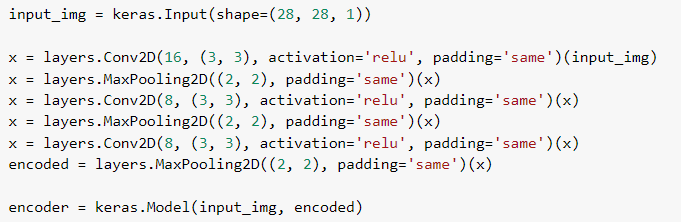 input_img = keras.Input(shape=(28, 28, 1))

x = layers.Conv2D(16, (3, 3), activation='relu', padding='same')(input_img)
x = layers.MaxPooling2D((2, 2), padding='same')(x)
x = layers.Conv2D(8, (3, 3), activation='relu', padding='same')(x)
x = layers.MaxPooling2D((2, 2), padding='same')(x)
x = layers.Conv2D(8, (3, 3), activation='relu', padding='same')(x)
encoded = layers.MaxPooling2D((2, 2), padding='same')(x)

encoder = keras.Model(input_img, encoded)